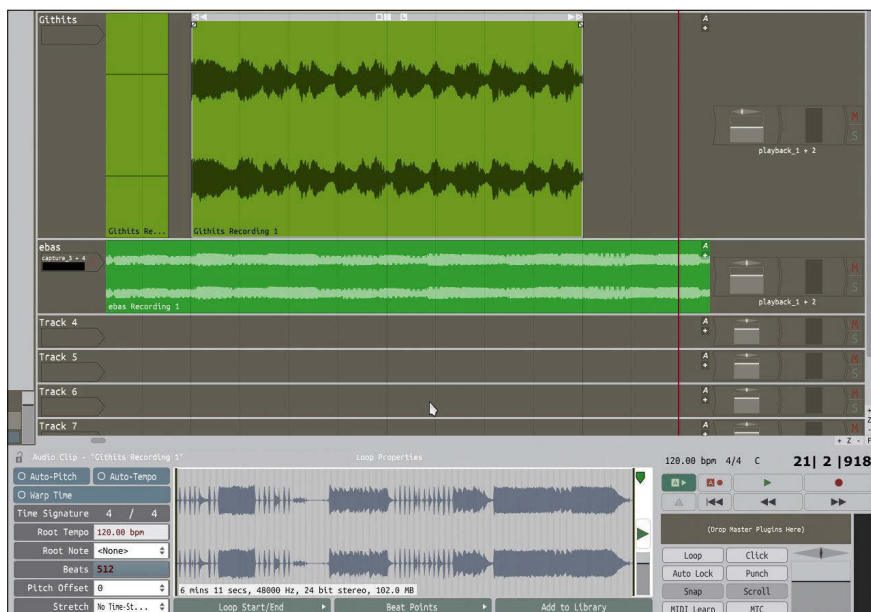 Githits
Githits Re...
Githits Recording 1
A
+
M
S
playback_1 + 2
ebas
capture_3 + 4
ebas Recording 1
A
+
M
S
playback_1 + 2
Track 4
A
+
M
S
Track 5
A
+
M
S
Track 6
A
+
M
S
Track 7
A
M
+ Z -
Audio Clip - "Githits Recording 1"
Loop Properties
Auto-Pitch
Auto-Tempo
Warp Time
Time Signature 4 / 4
Root Tempo 120.00 bpm
Root Note <None>
Beats 512
Pitch Offset 0
Stretch No Time-St...
6 mins 11 secs, 48000 Hz, 24 bit stereo, 102.0 MB
Loop Start/End
Beat Points
Add to Library
120.00 bpm 4/4 C 21| 2 |918
(Drop Master Plugins Here)
Loop Click
Auto Lock Punch
Snap Scroll
MIDI Learn MTC